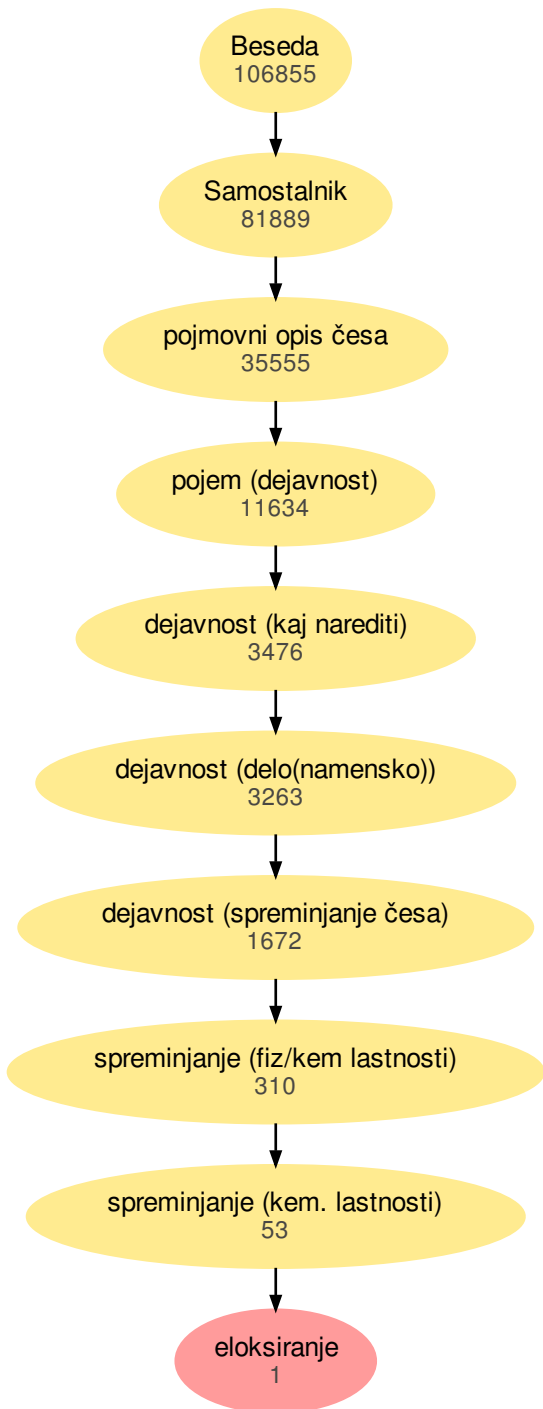 Beseda
106855
Samostalnik
81889
pojmovni opis česa
35555
pojem (dejavnost)
11634
dejavnost (kaj narediti)
3476
dejavnost (delo(namensko))
3263
dejavnost (spreminjanje česa)
1672
spreminjanje (fiz/kem lastnosti)
310
spreminjanje (kem. lastnosti)
53
eloksiranje
1